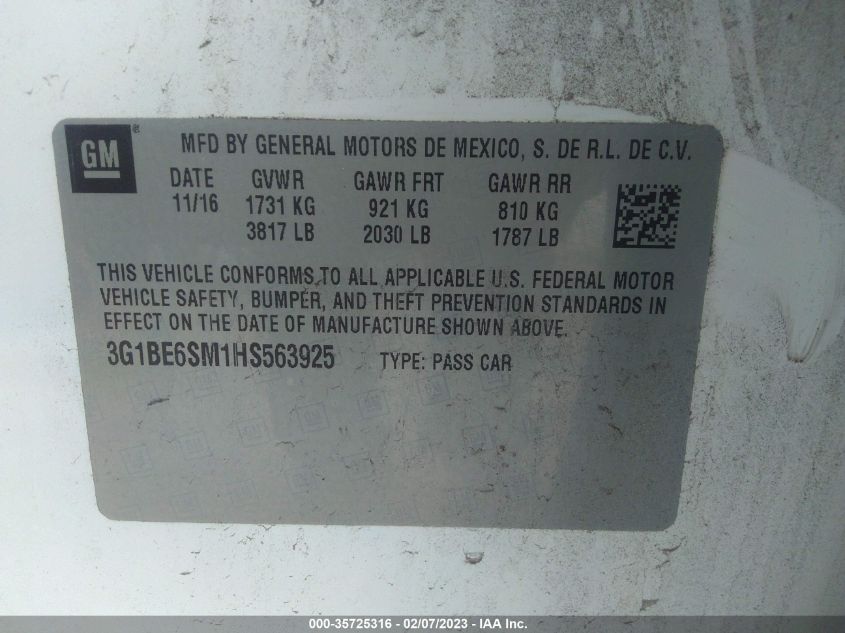 GM ® MFD BY GENERAL MOTORS DE MEXICO, S. DE R.L. DE C.V.
DATE GVWR GAWR FRT GAWR RR
11/16 1731 KG 921 KG 810 KG
3817 LB 2030 LB 1787 LB
THIS VEHICLE CONFORMS TO ALL APPLICABLE U.S. FEDERAL MOTOR
VEHICLE SAFETY, BUMPER, AND THEFT PREVENTION STANDARDS IN
EFFECT ON THE DATE OF MANUFACTURE SHOWN ABOVE.
3G1BE6SM1HS563925 TYPE: PASS CAR
000-35725316 - 02/07/2023 - IAA Inc.